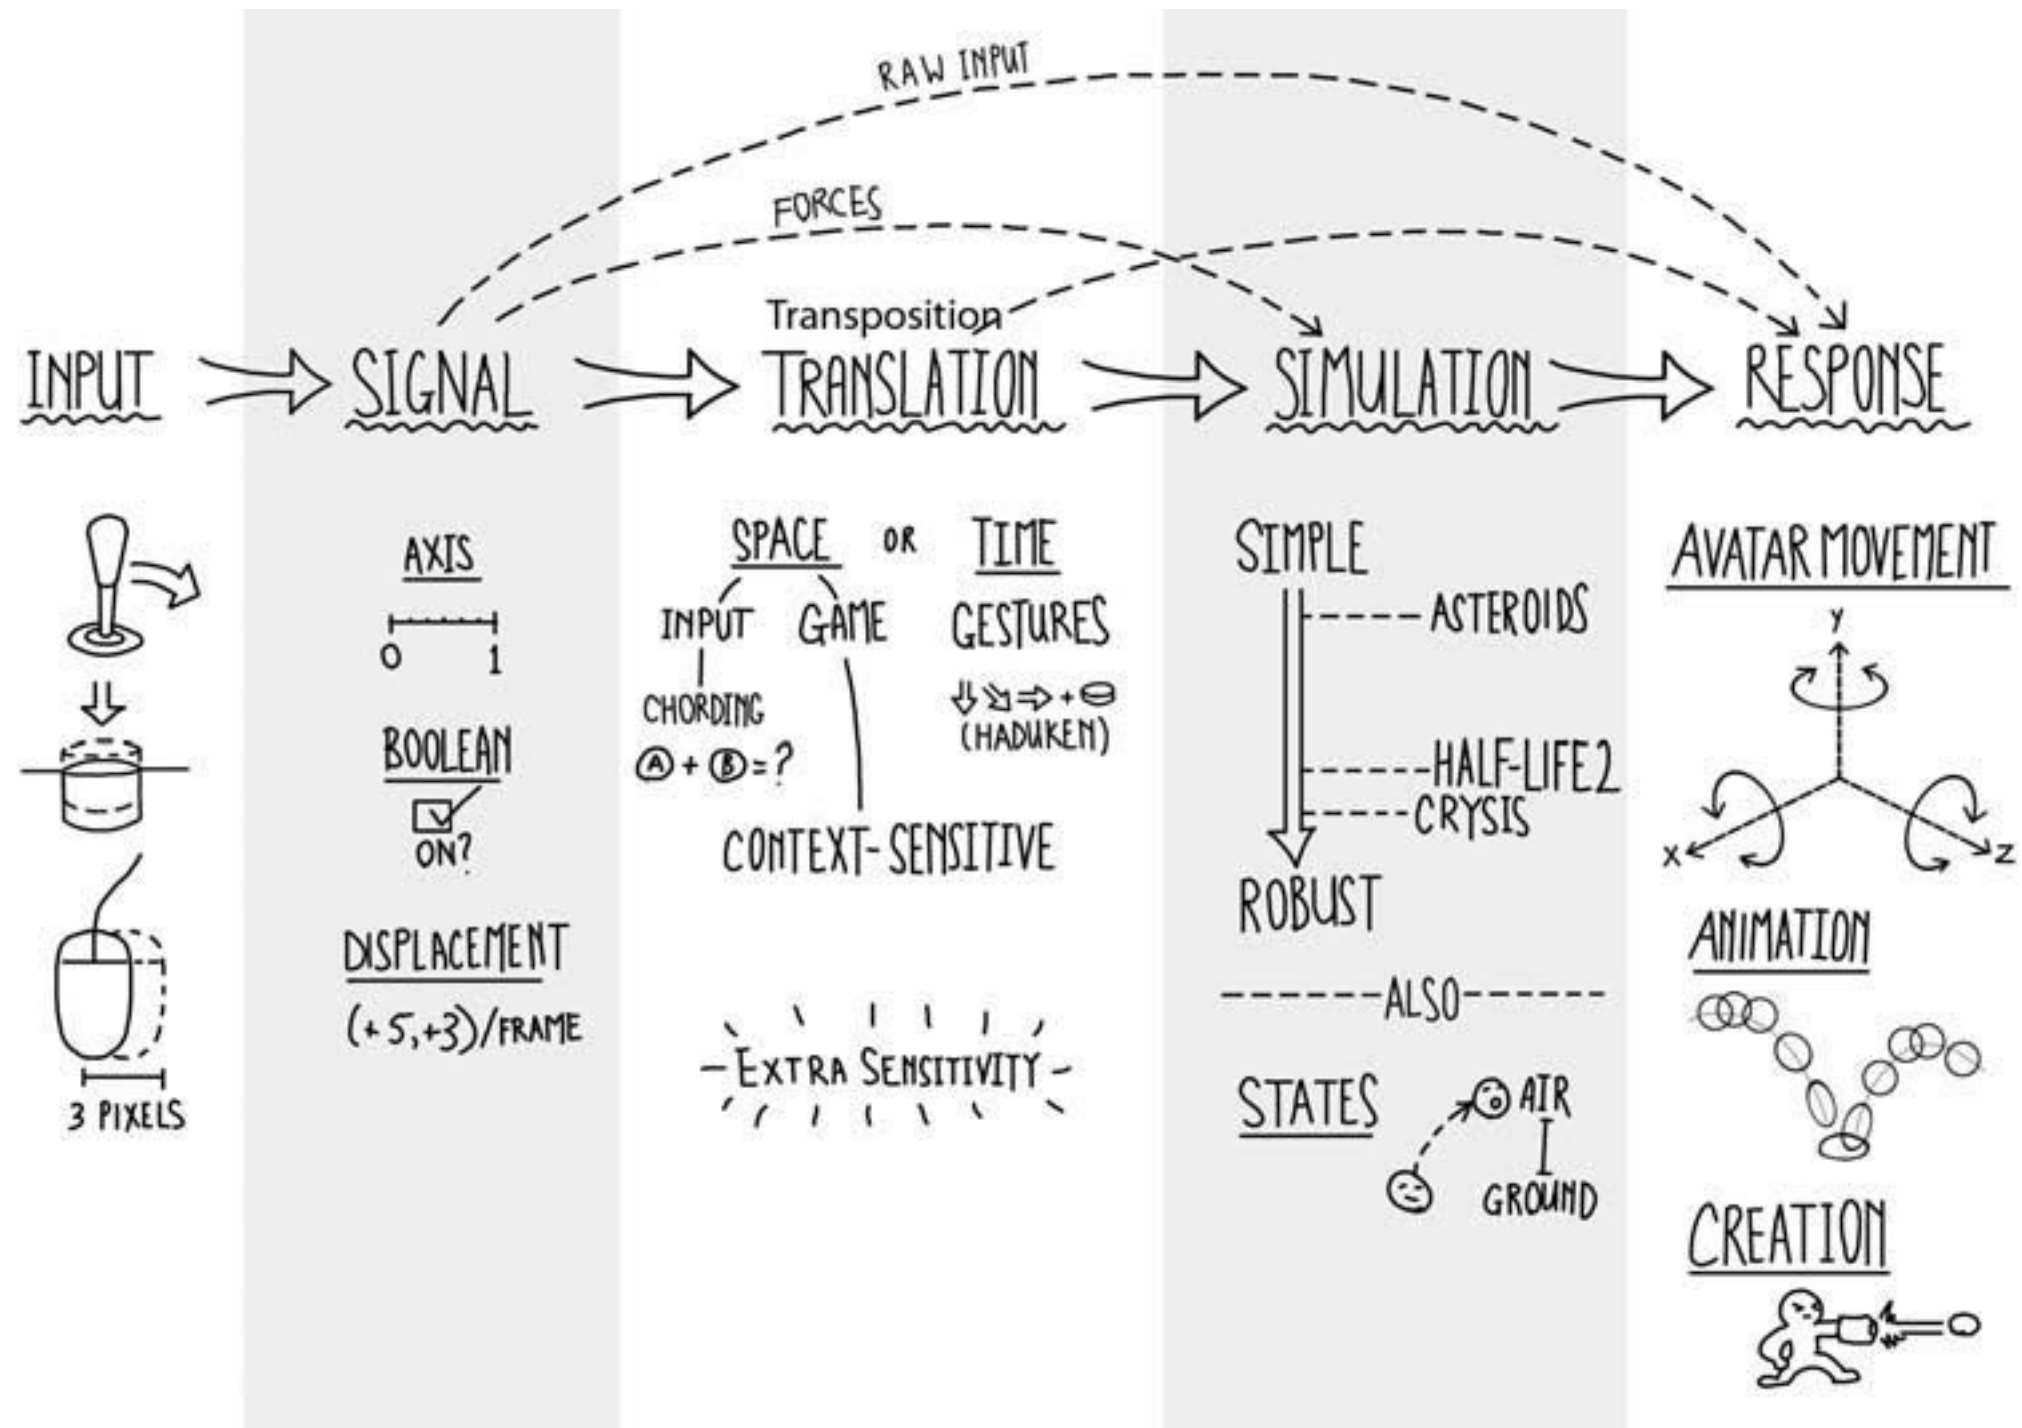 RAW INPUT
FORCES
Transposition
INPUT
SIGNAL
TRANSLATION
SIMULATION
RESPONSE
3 PIXELS
AXIS
0 1
BOOLEAN
ON?
DISPLACEMENT
(+5,+3)/FRAME
SPACE OR TIME
INPUT GAME
CHORDING
A + B = ?
GESTURES
+
(HADUKEN)
CONTEXT-SENSITIVE
EXTRA SENSITIVITY
SIMPLE
ASTEROIDS
HALF-LIFE2
CRYSIS
ROBUST
ALSO
STATES
AIR
GROUND
AVATAR MOVEMENT
Y
X
Z
ANIMATION
CREATION